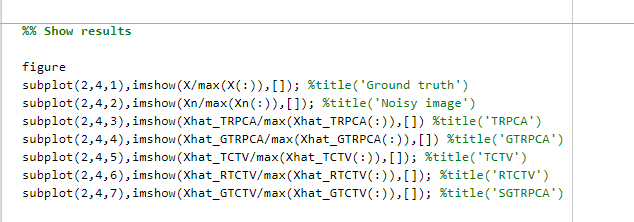 %% Show results
figure
subplot(2,4,1),imshow(X/max(X(:)),[]); %title('Ground truth')
subplot(2,4,2),imshow(Xn/max(Xn(:)),[]); %title('Noisy image')
subplot(2,4,3),imshow(Xhat_TRPCA/max(Xhat_TRPCA(:)),[]) %title('TRPCA')
subplot(2,4,4),imshow(Xhat_GTRPCA/max(Xhat_GTRPCA(:)),[]) %title('GTRPCA')
subplot(2,4,5),imshow(Xhat_TCTV/max(Xhat_TCTV(:)),[]); %title('TCTV')
subplot(2,4,6),imshow(Xhat_RTCTV/max(Xhat_RTCTV(:)),[]); %title('RTCTV')
subplot(2,4,7),imshow(Xhat_GTCTV/max(Xhat_GTCTV(:)),[]); %title('SGTRPCA')